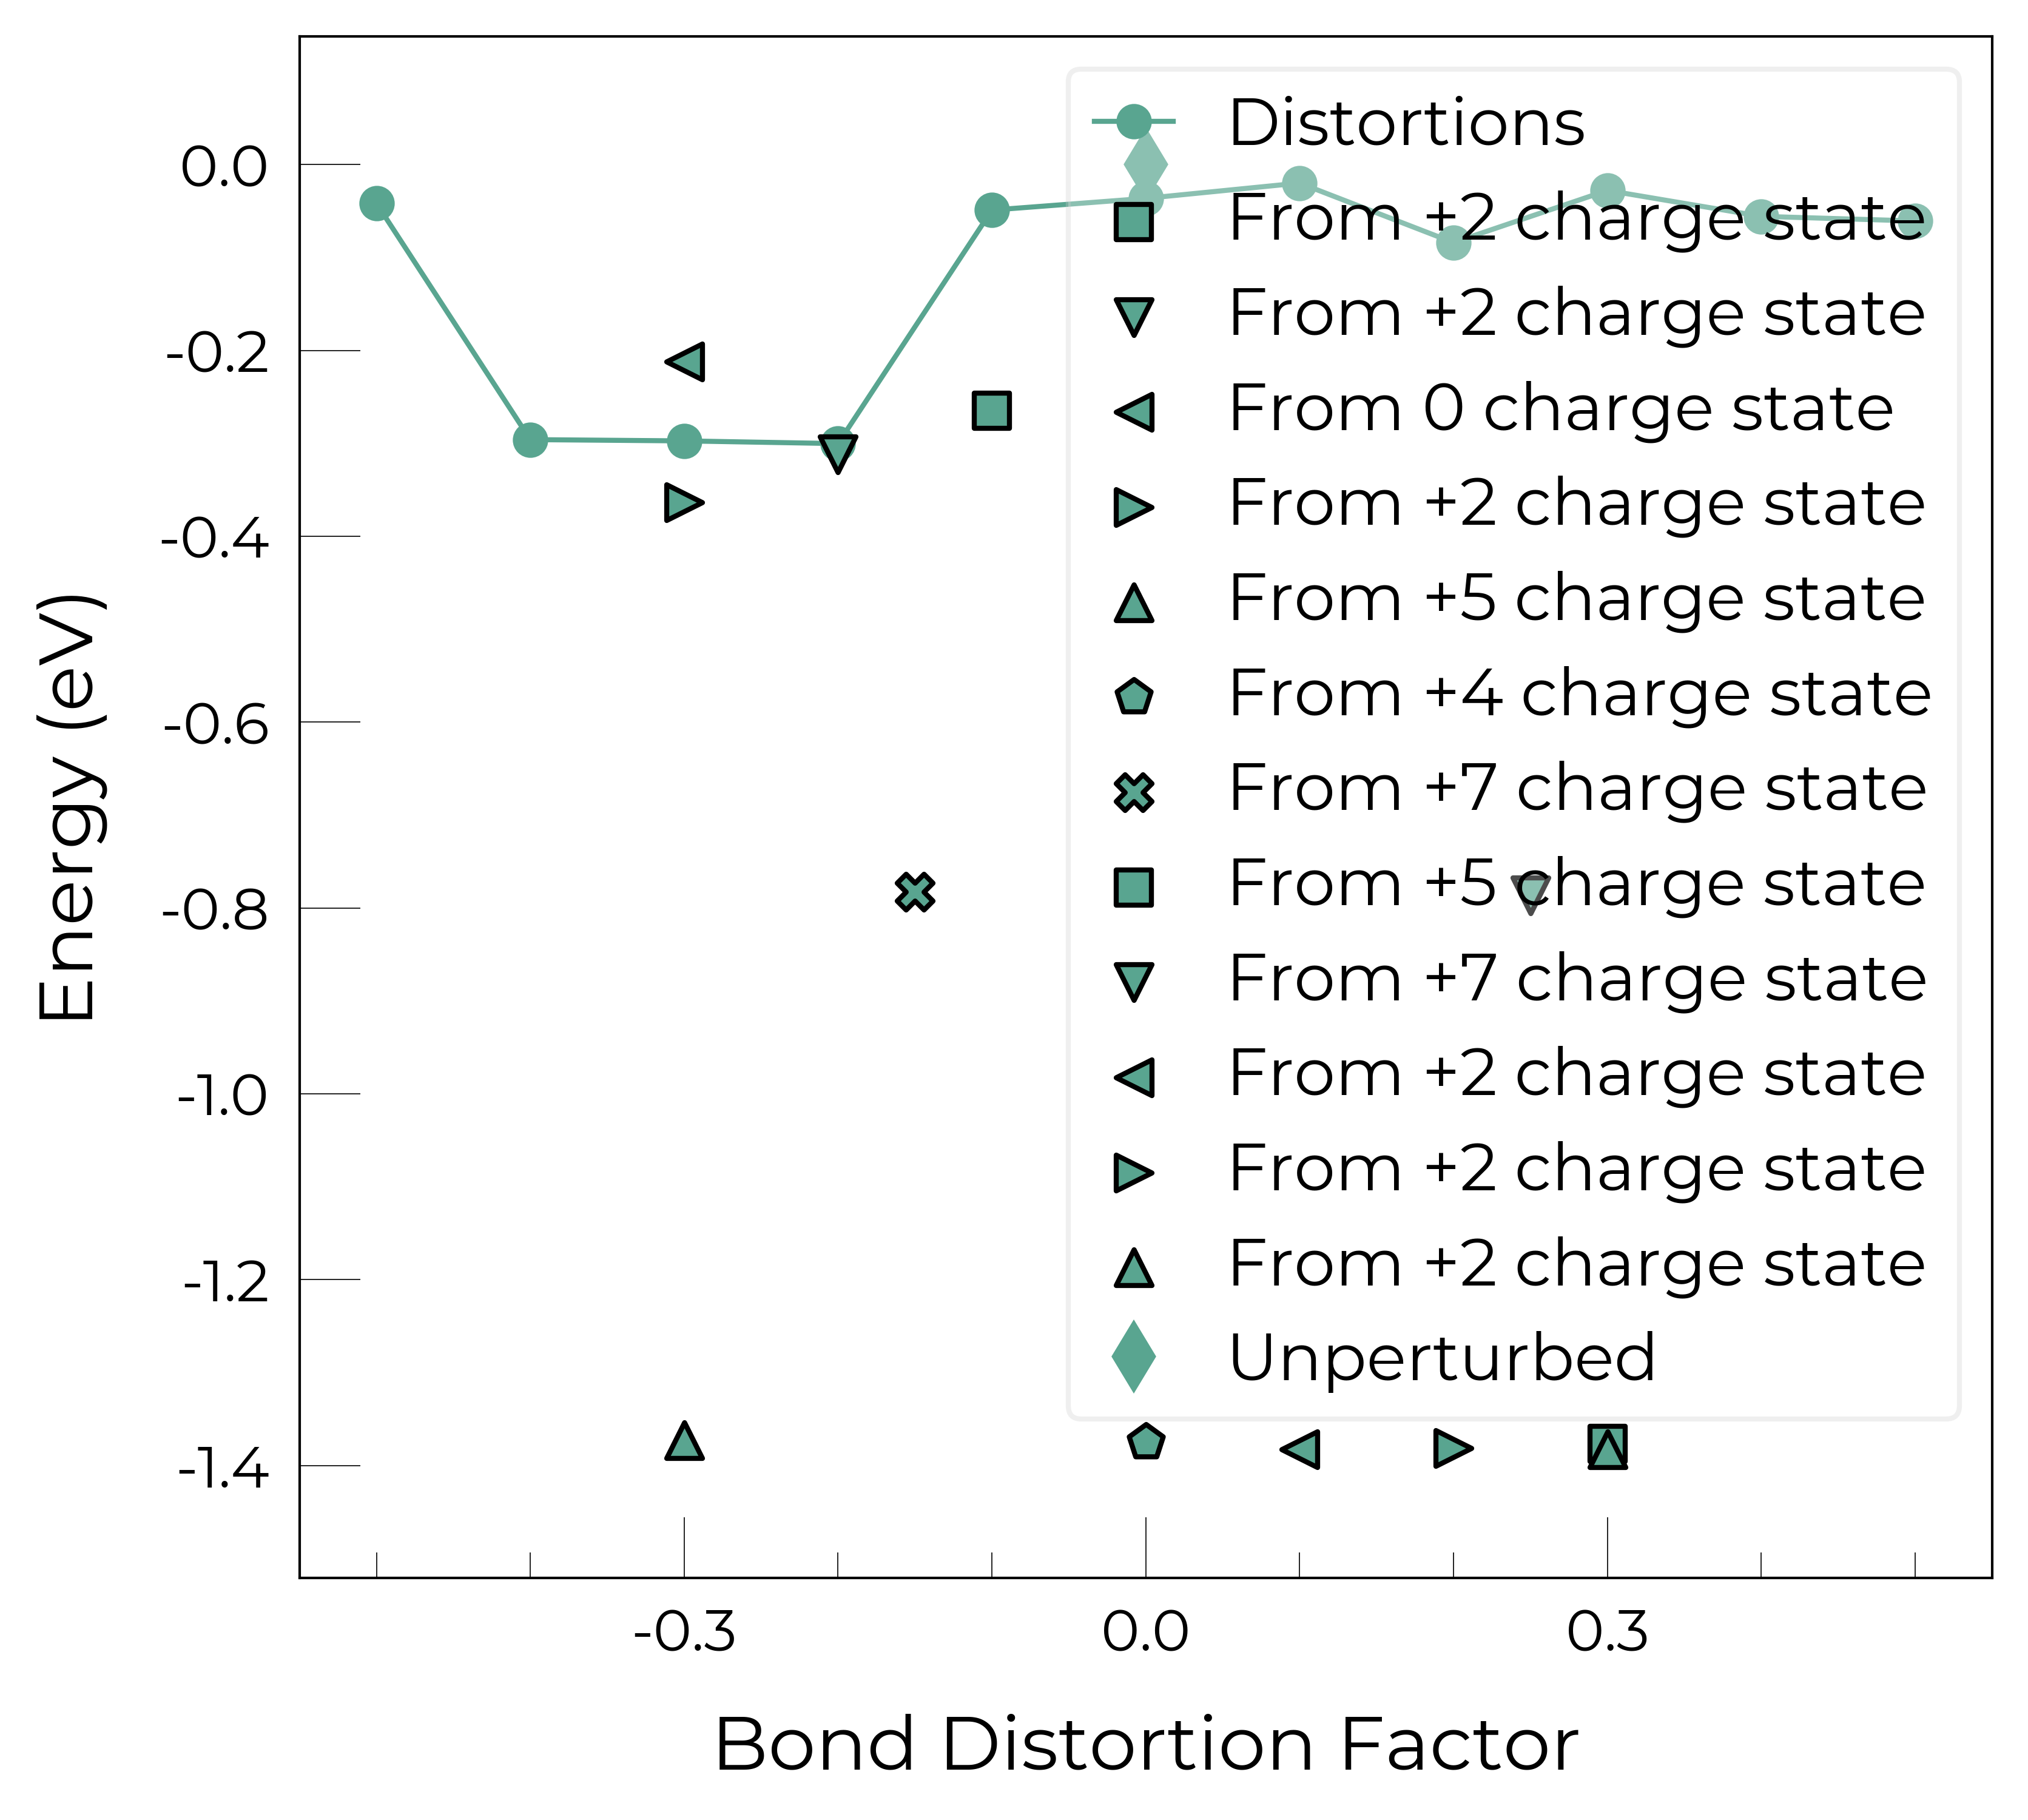 Distortions
From +2 charge state
From +2 charge state
From 0 charge state
From +2 charge state
From +5 charge state
From +4 charge state
From +7 charge state
From +5 charge state
From +7 charge state
From +2 charge state
From +2 charge state
From +2 charge state
Unperturbed
Energy (eV)
0.0
-0.2
-0.4
-0.6
-0.8
-1.0
-1.2
-1.4
-0.3
0.0
0.3
Bond Distortion Factor